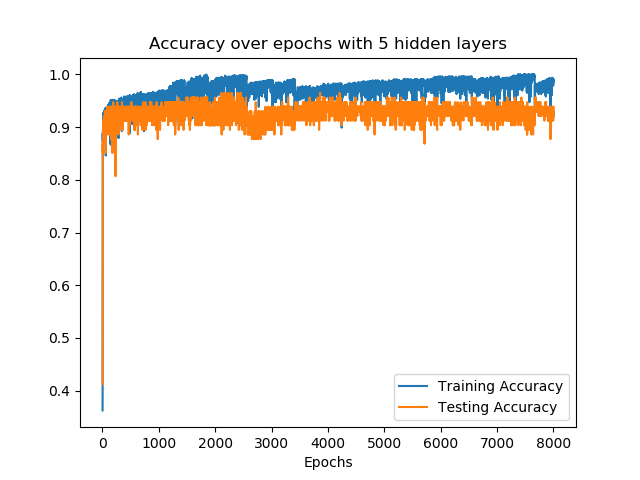 Accuracy over epochs with 5 hidden layers
1.0
0.9
0.8
0.7
0.6
0.5
0.4
Training Accuracy
Testing Accuracy
0 1000 2000 3000 4000 5000 6000 7000 8000
Epochs